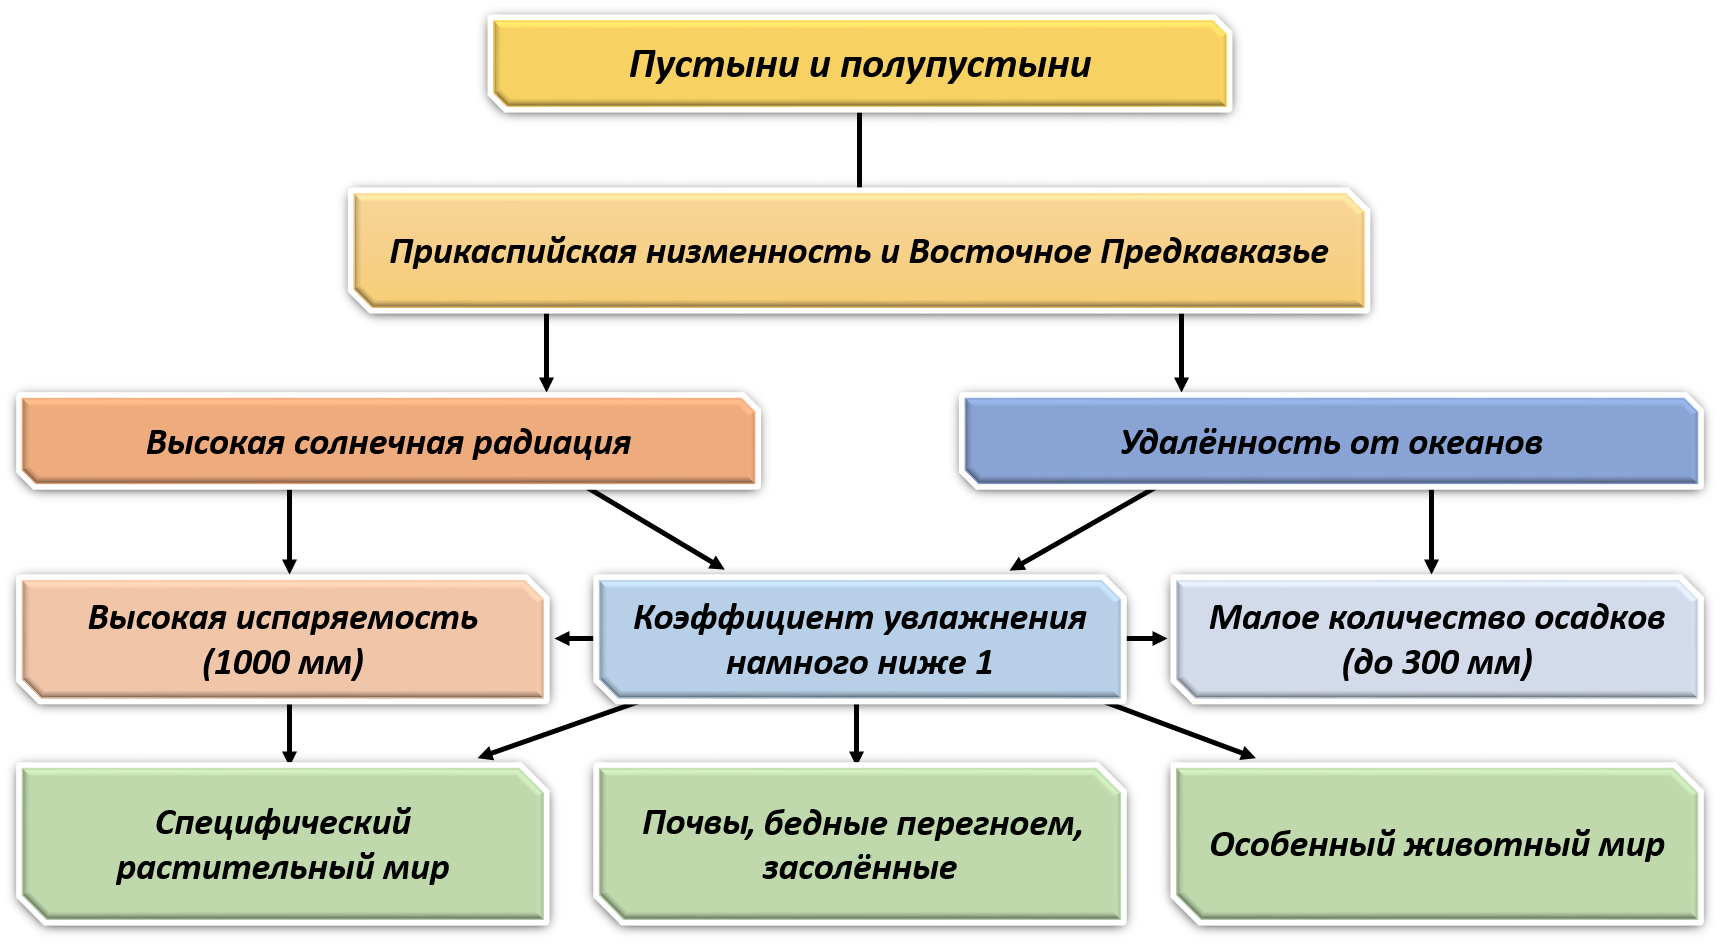 Пустыни и полупустыни
Прикаспийская низменность и Восточное Предкавказье
Высокая солнечная радиация
Удалённость от океанов
Высокая испаряемость
(1000 мм)
Коэффициент увлажнения
намного ниже 1
Малое количество осадков
(до 300 мм)
Специфический
растительный мир
Почвы, бедные перегноем,
засолённые
Особенный животный мир